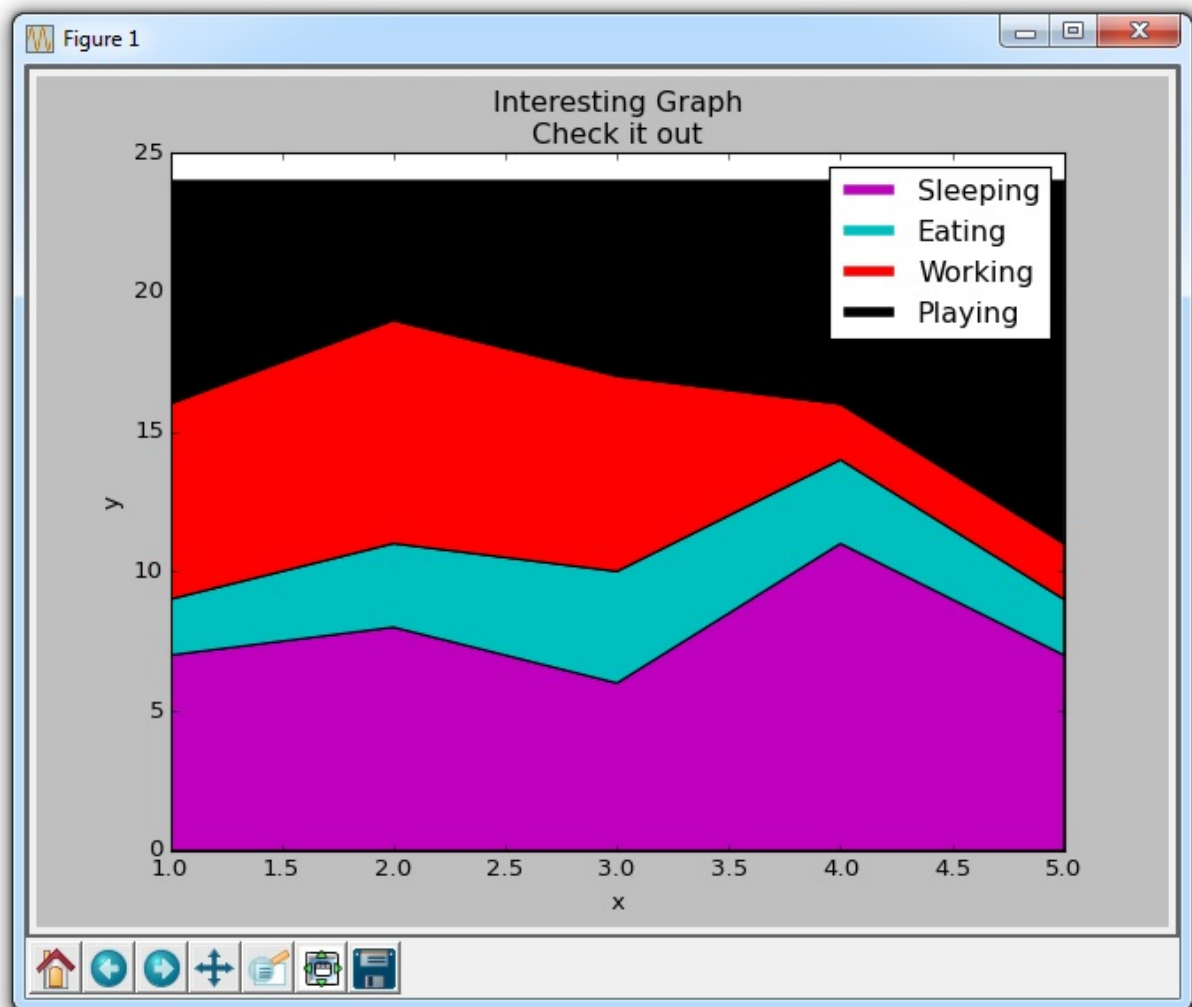 Figure 1
Interesting Graph
Check it out
25
20
15
10
5
0
y
Sleeping
Eating
Working
Playing
1.0 1.5 2.0 2.5 3.0 3.5 4.0 4.5 5.0
x